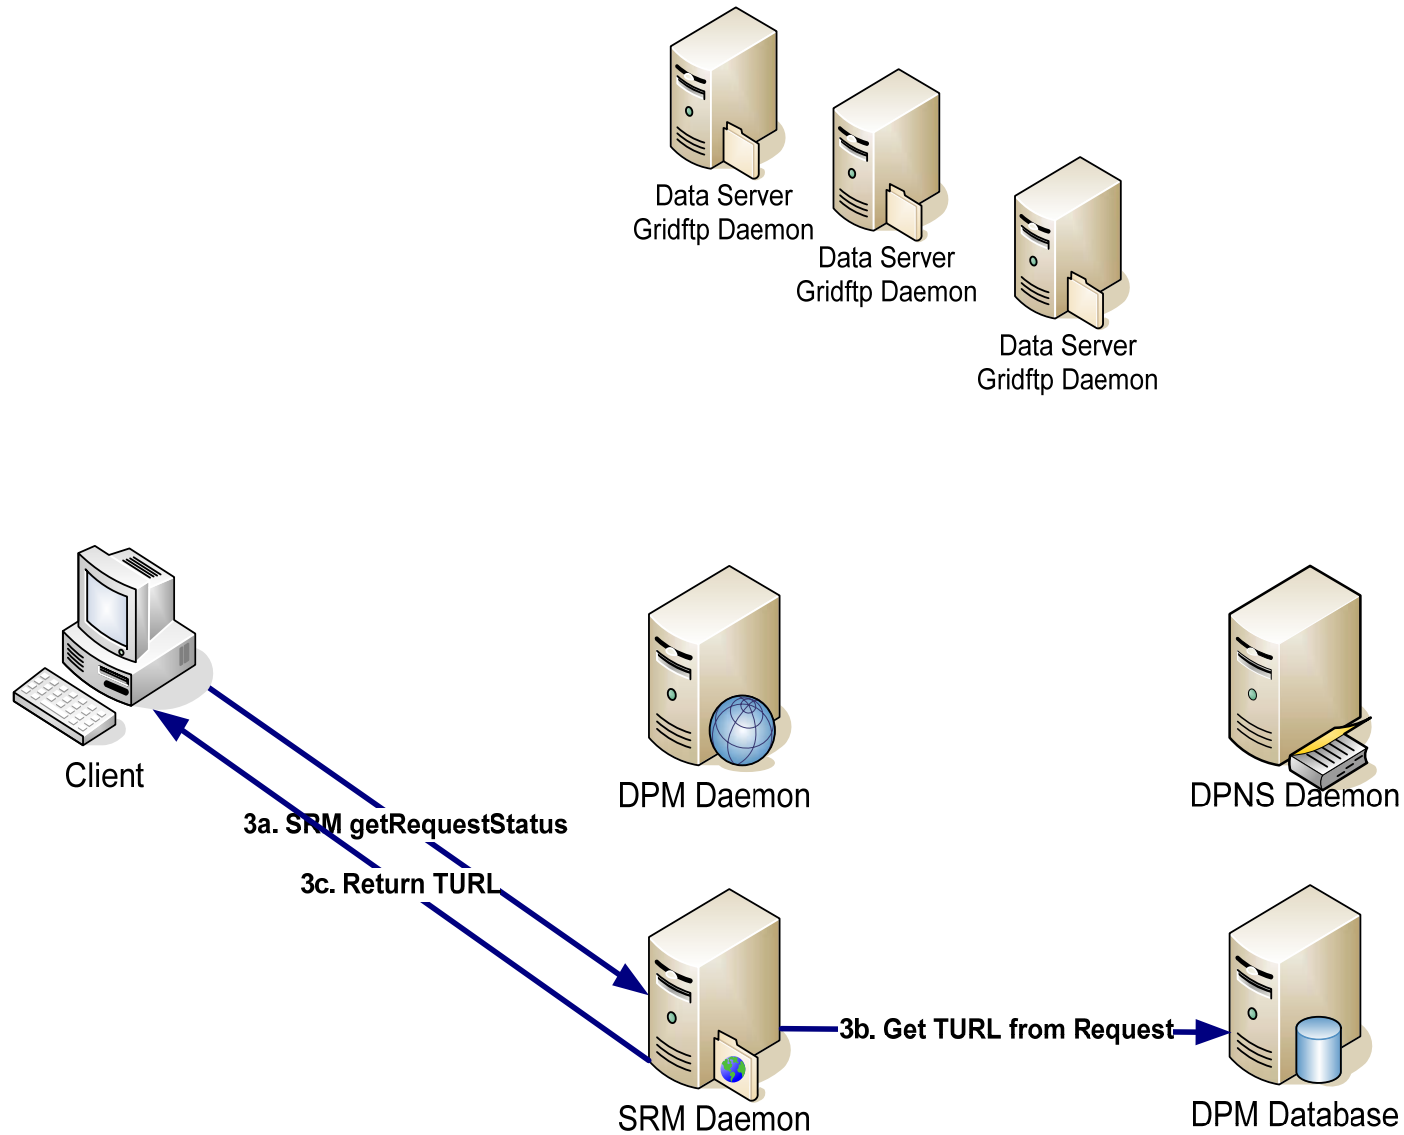 Data Server
Gridftp Daemon
Data Server
Gridftp Daemon
Data Server
Gridftp Daemon
Client
DPM Daemon
DPNS Daemon
3a. SRM getRequestStatus
3c. Return TURL
3b. Get TURL from Request
SRM Daemon
DPM Database